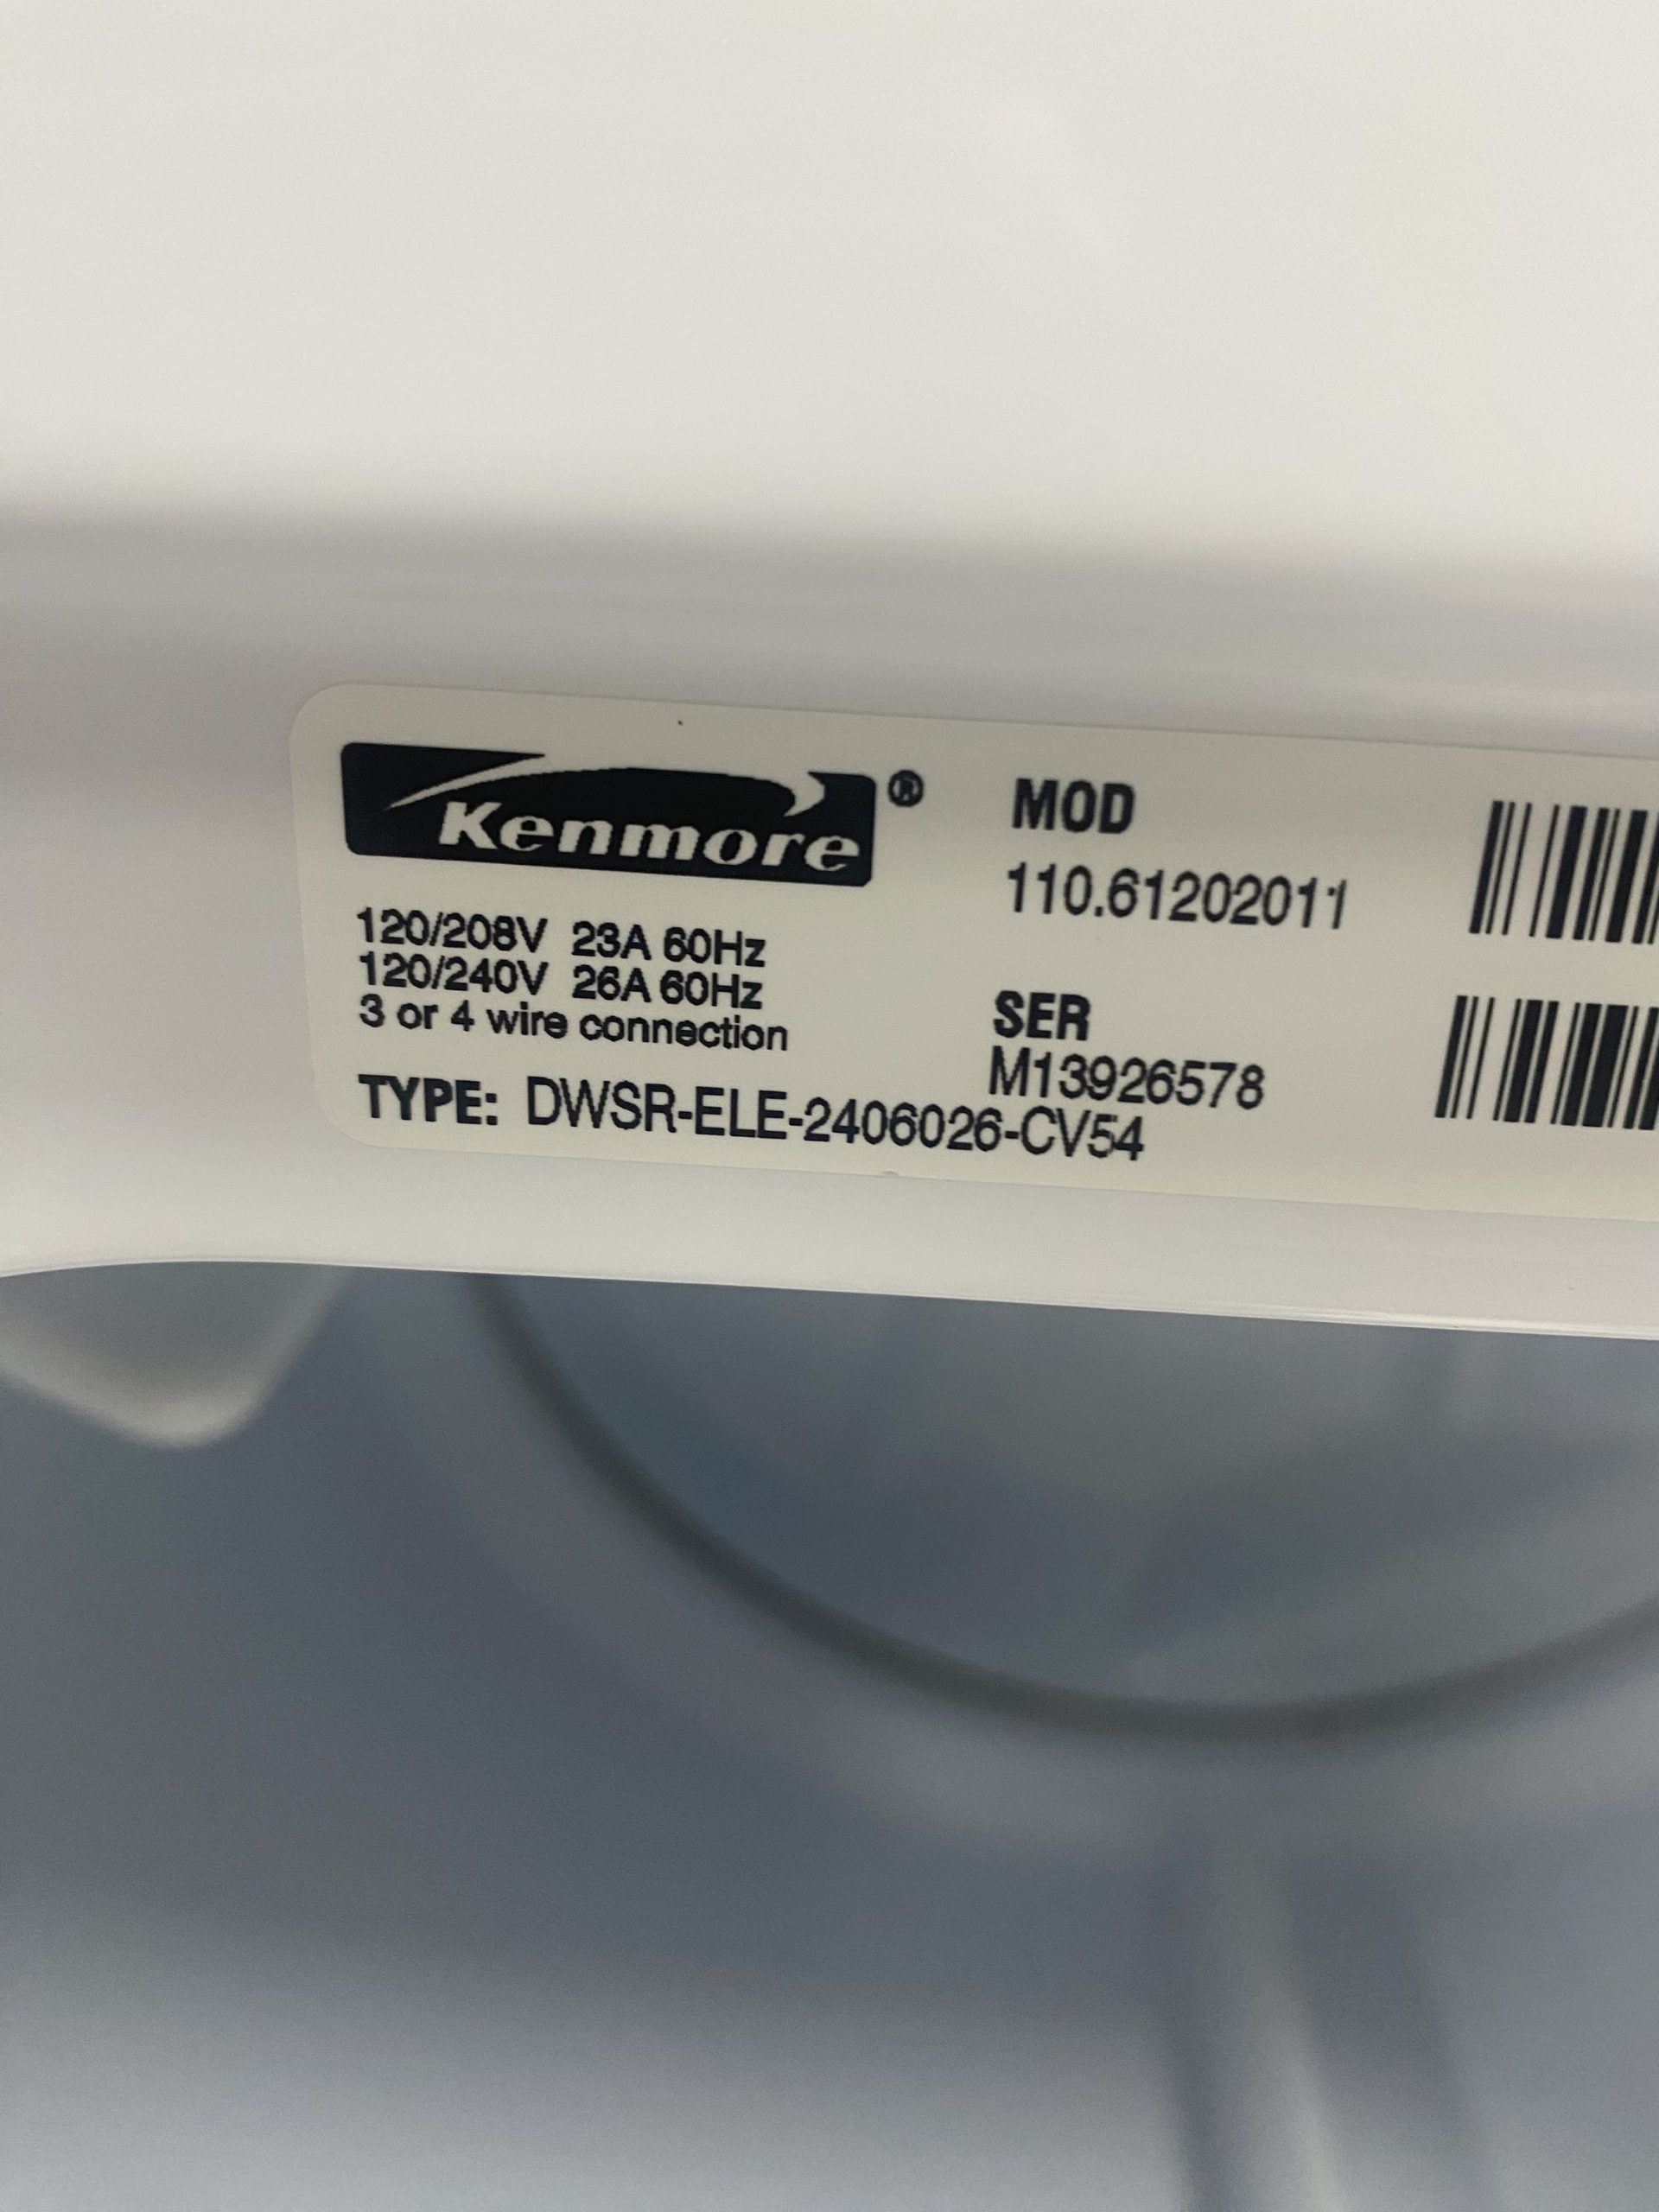 Kenmore®
120/208V 23A 60Hz
120/240V 26A 60Hz
3 or 4 wire connection
TYPE: DWSR-ELE-2406026-CV54
MOD
110.61202011
SER
M13926578